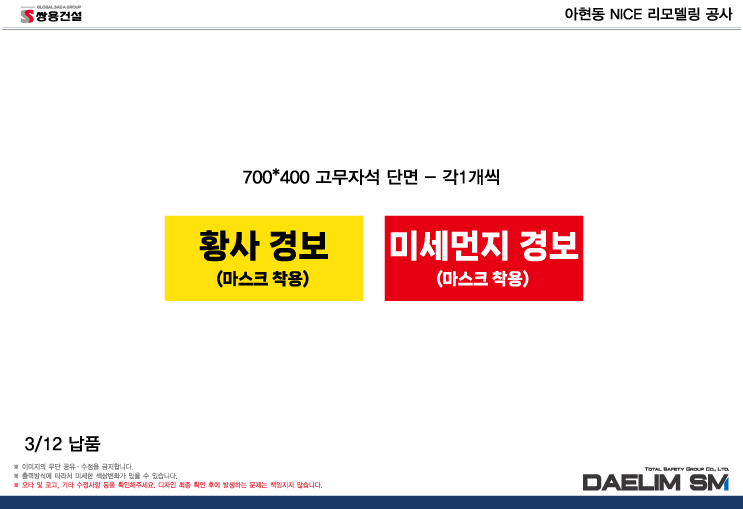 GLOBAL SAE-A GROUP
쌍용건설
아현동 NICE 리모델링 공사
700*400 고무자석 단면 - 각1개씩
황사 경보
(마스크 착용)
미세먼지 경보
(마스크 착용)
3/12 납품
※ 이미지의 무단 공유·수정을 금지합니다.
※ 출력방식에 따라서 미세한 색상변화가 있을 수 있습니다.
※ 오타 및 로고, 기타 수정사항 등을 확인해주세요. 디자인 최종 확인 후에 발생하는 문제는 책임지지 않습니다.
TOTAL SAFETY GROUP CO., LTD.
DAELIM SM